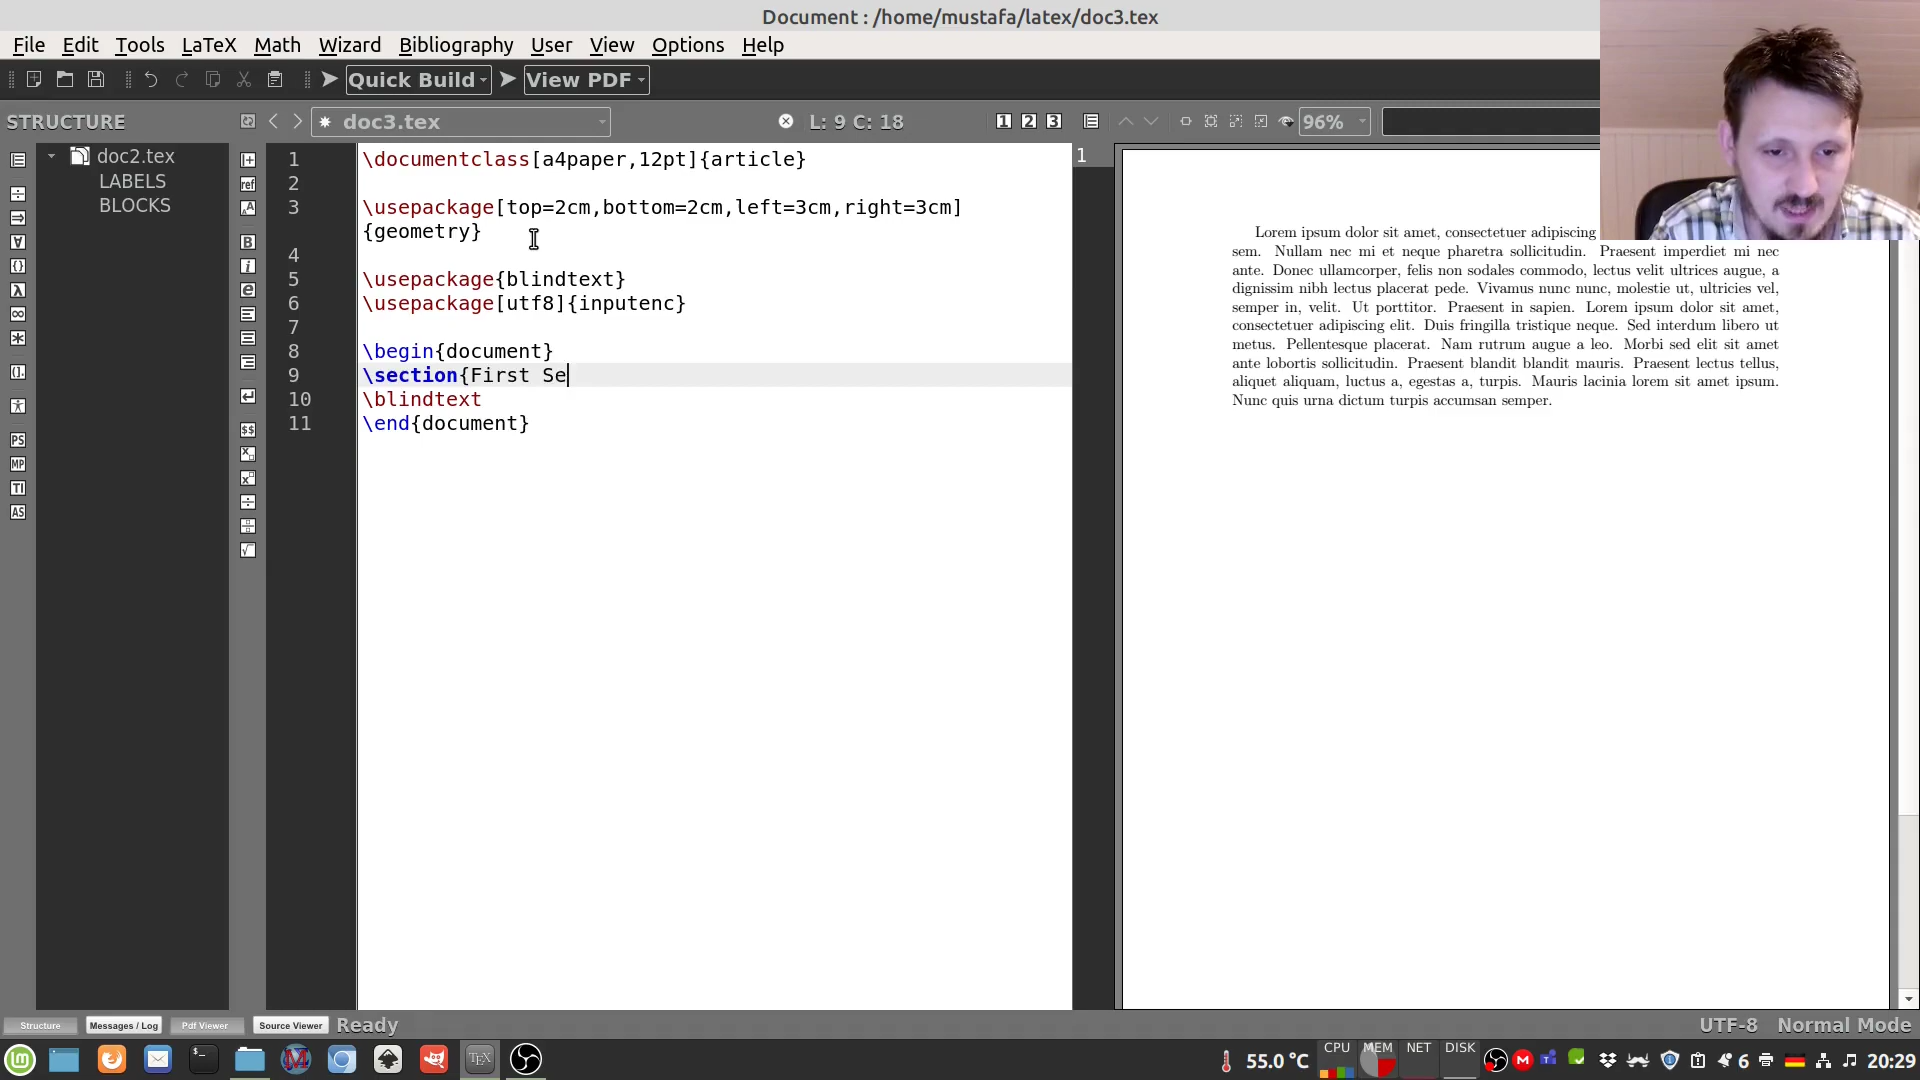 Document : /home/mustafa/latex/doc3.tex
File Edit Tools LaTeX Math Wizard Bibliography User View Options Help
Quick Build View PDF
STRUCTURE doc3.tex L: 9 C: 18 1 2 3 96%
doc2.tex
LABELS
BLOCKS
1 \documentclass[a4paper,12pt]{article}
2
3 \usepackage[top=2cm,bottom=2cm,left=3cm,right=3cm]
{geometry}
4
5 \usepackage{blindtext}
6 \usepackage[utf8]{inputenc}
7
8 \begin{document}
9 \section{First Se
10 \blindtext
11 \end{document}
1
Lorem ipsum dolor sit amet, consectetuer adipiscing
sem. Nullam nec mi et neque pharetra sollicitudin. Praesent imperdiet mi nec
ante. Donec ullamcorper, felis non sodales commodo, lectus velit ultrices augue, a
dignissim nibh lectus placerat pede. Vivamus nunc nunc, molestie ut, ultricies vel,
semper in, velit. Ut porttitor. Praesent in sapien. Lorem ipsum dolor sit amet,
consectetuer adipiscing elit. Duis fringilla tristique neque. Sed interdum libero ut
metus. Pellentesque placerat. Nam rutrum augue a leo. Morbi sed elit sit amet
ante lobortis sollicitudin. Praesent blandit blandit mauris. Praesent lectus tellus,
aliquet aliquam, luctus a, egestas a, turpis. Mauris lacinia lorem sit amet ipsum.
Nunc quis urna dictum turpis accumsan semper.
PS
MP
TI
AS
Structure Messages / Log Pdf Viewer Source Viewer Ready UTF-8 Normal Mode
55.0 °C CPU MEM NET DISK 6 20:29